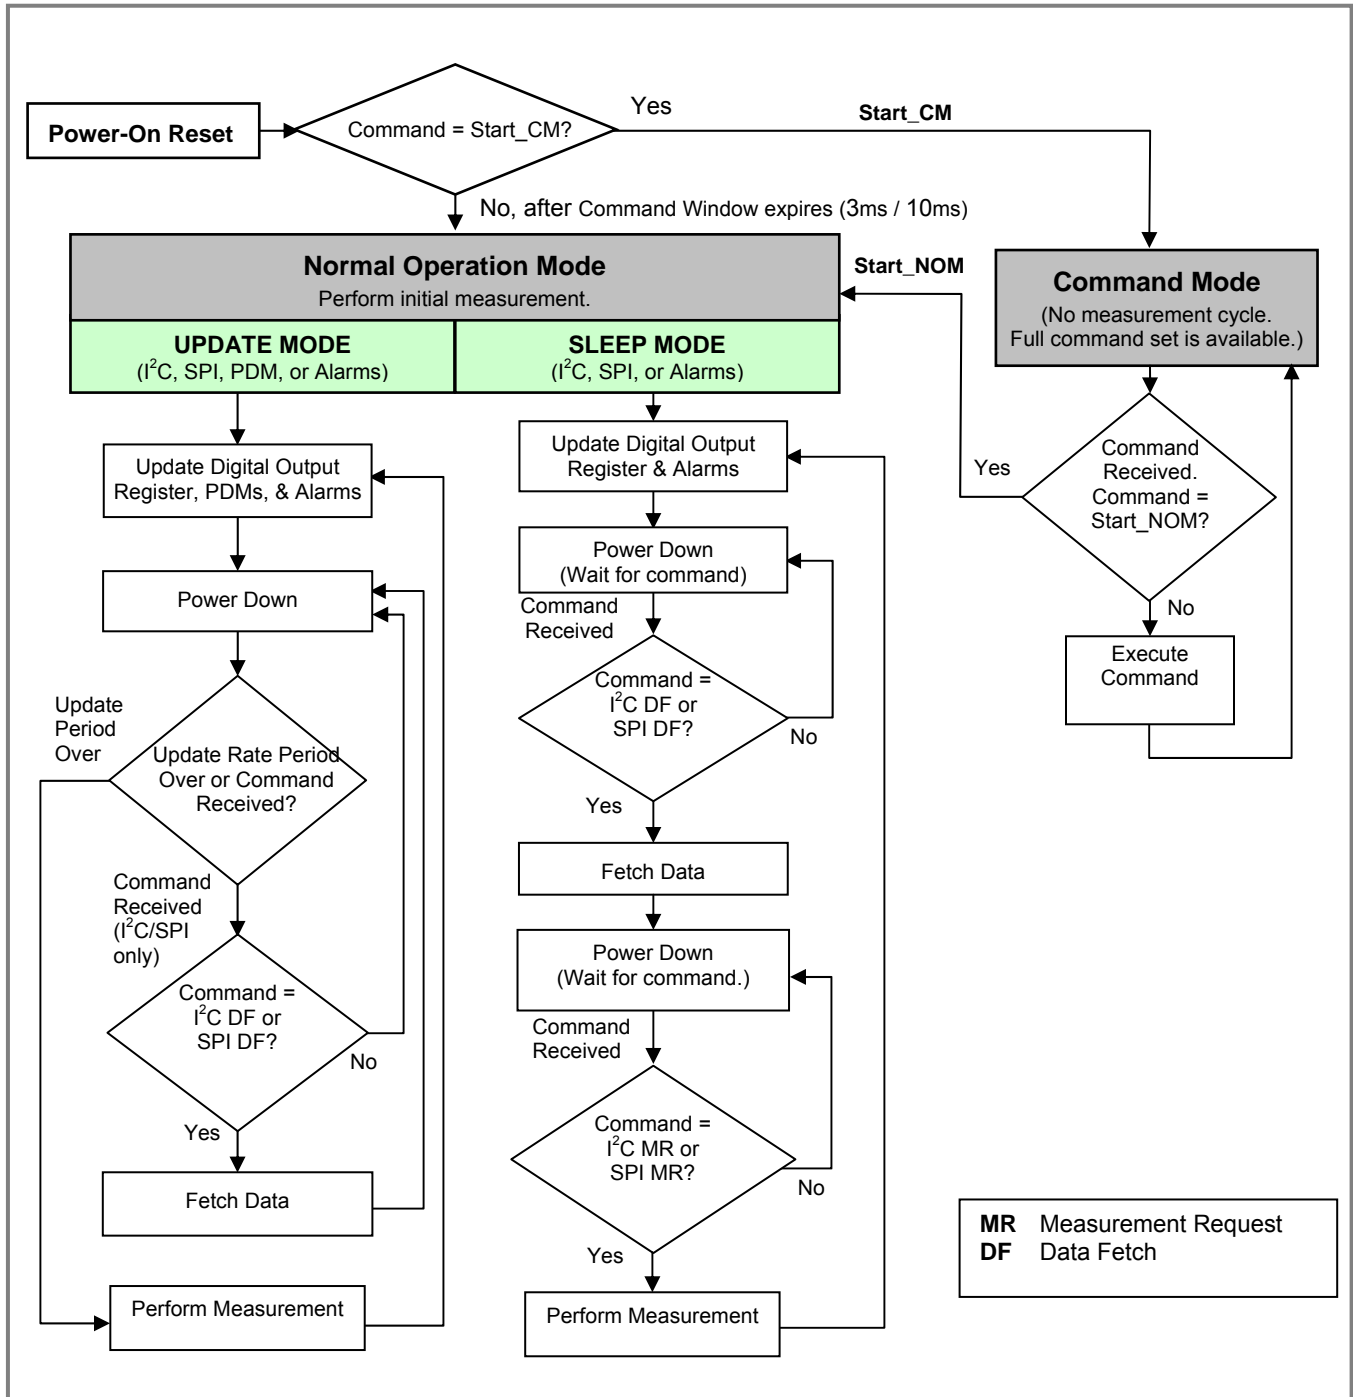 Power-On Reset
Command = Start_CM?
Yes
Start_CM
No, after Command Window expires (3ms / 10ms)
Normal Operation Mode
Perform initial measurement.
UPDATE MODE
(I²C, SPI, PDM, or Alarms)
SLEEP MODE
(I²C, SPI, or Alarms)
Start_NOM
Command Mode
(No measurement cycle.
Full command set is available.)
Command
Received.
Command =
Start_NOM?
Yes
No
Execute
Command
Update Digital Output
Register, PDMs, & Alarms
Power Down
Update
Period
Over
Update Rate Period
Over or Command
Received?
Command
Received
(I²C/SPI
only)
Command =
I²C DF or
SPI DF?
No
Yes
Fetch Data
Perform Measurement
Update Digital Output
Register & Alarms
Power Down
(Wait for command)
Command
Received
Command =
I²C DF or
SPI DF?
No
Yes
Fetch Data
Power Down
(Wait for command.)
Command
Received
Command =
I²C MR or
SPI MR?
No
Yes
Perform Measurement
MR Measurement Request
DF Data Fetch